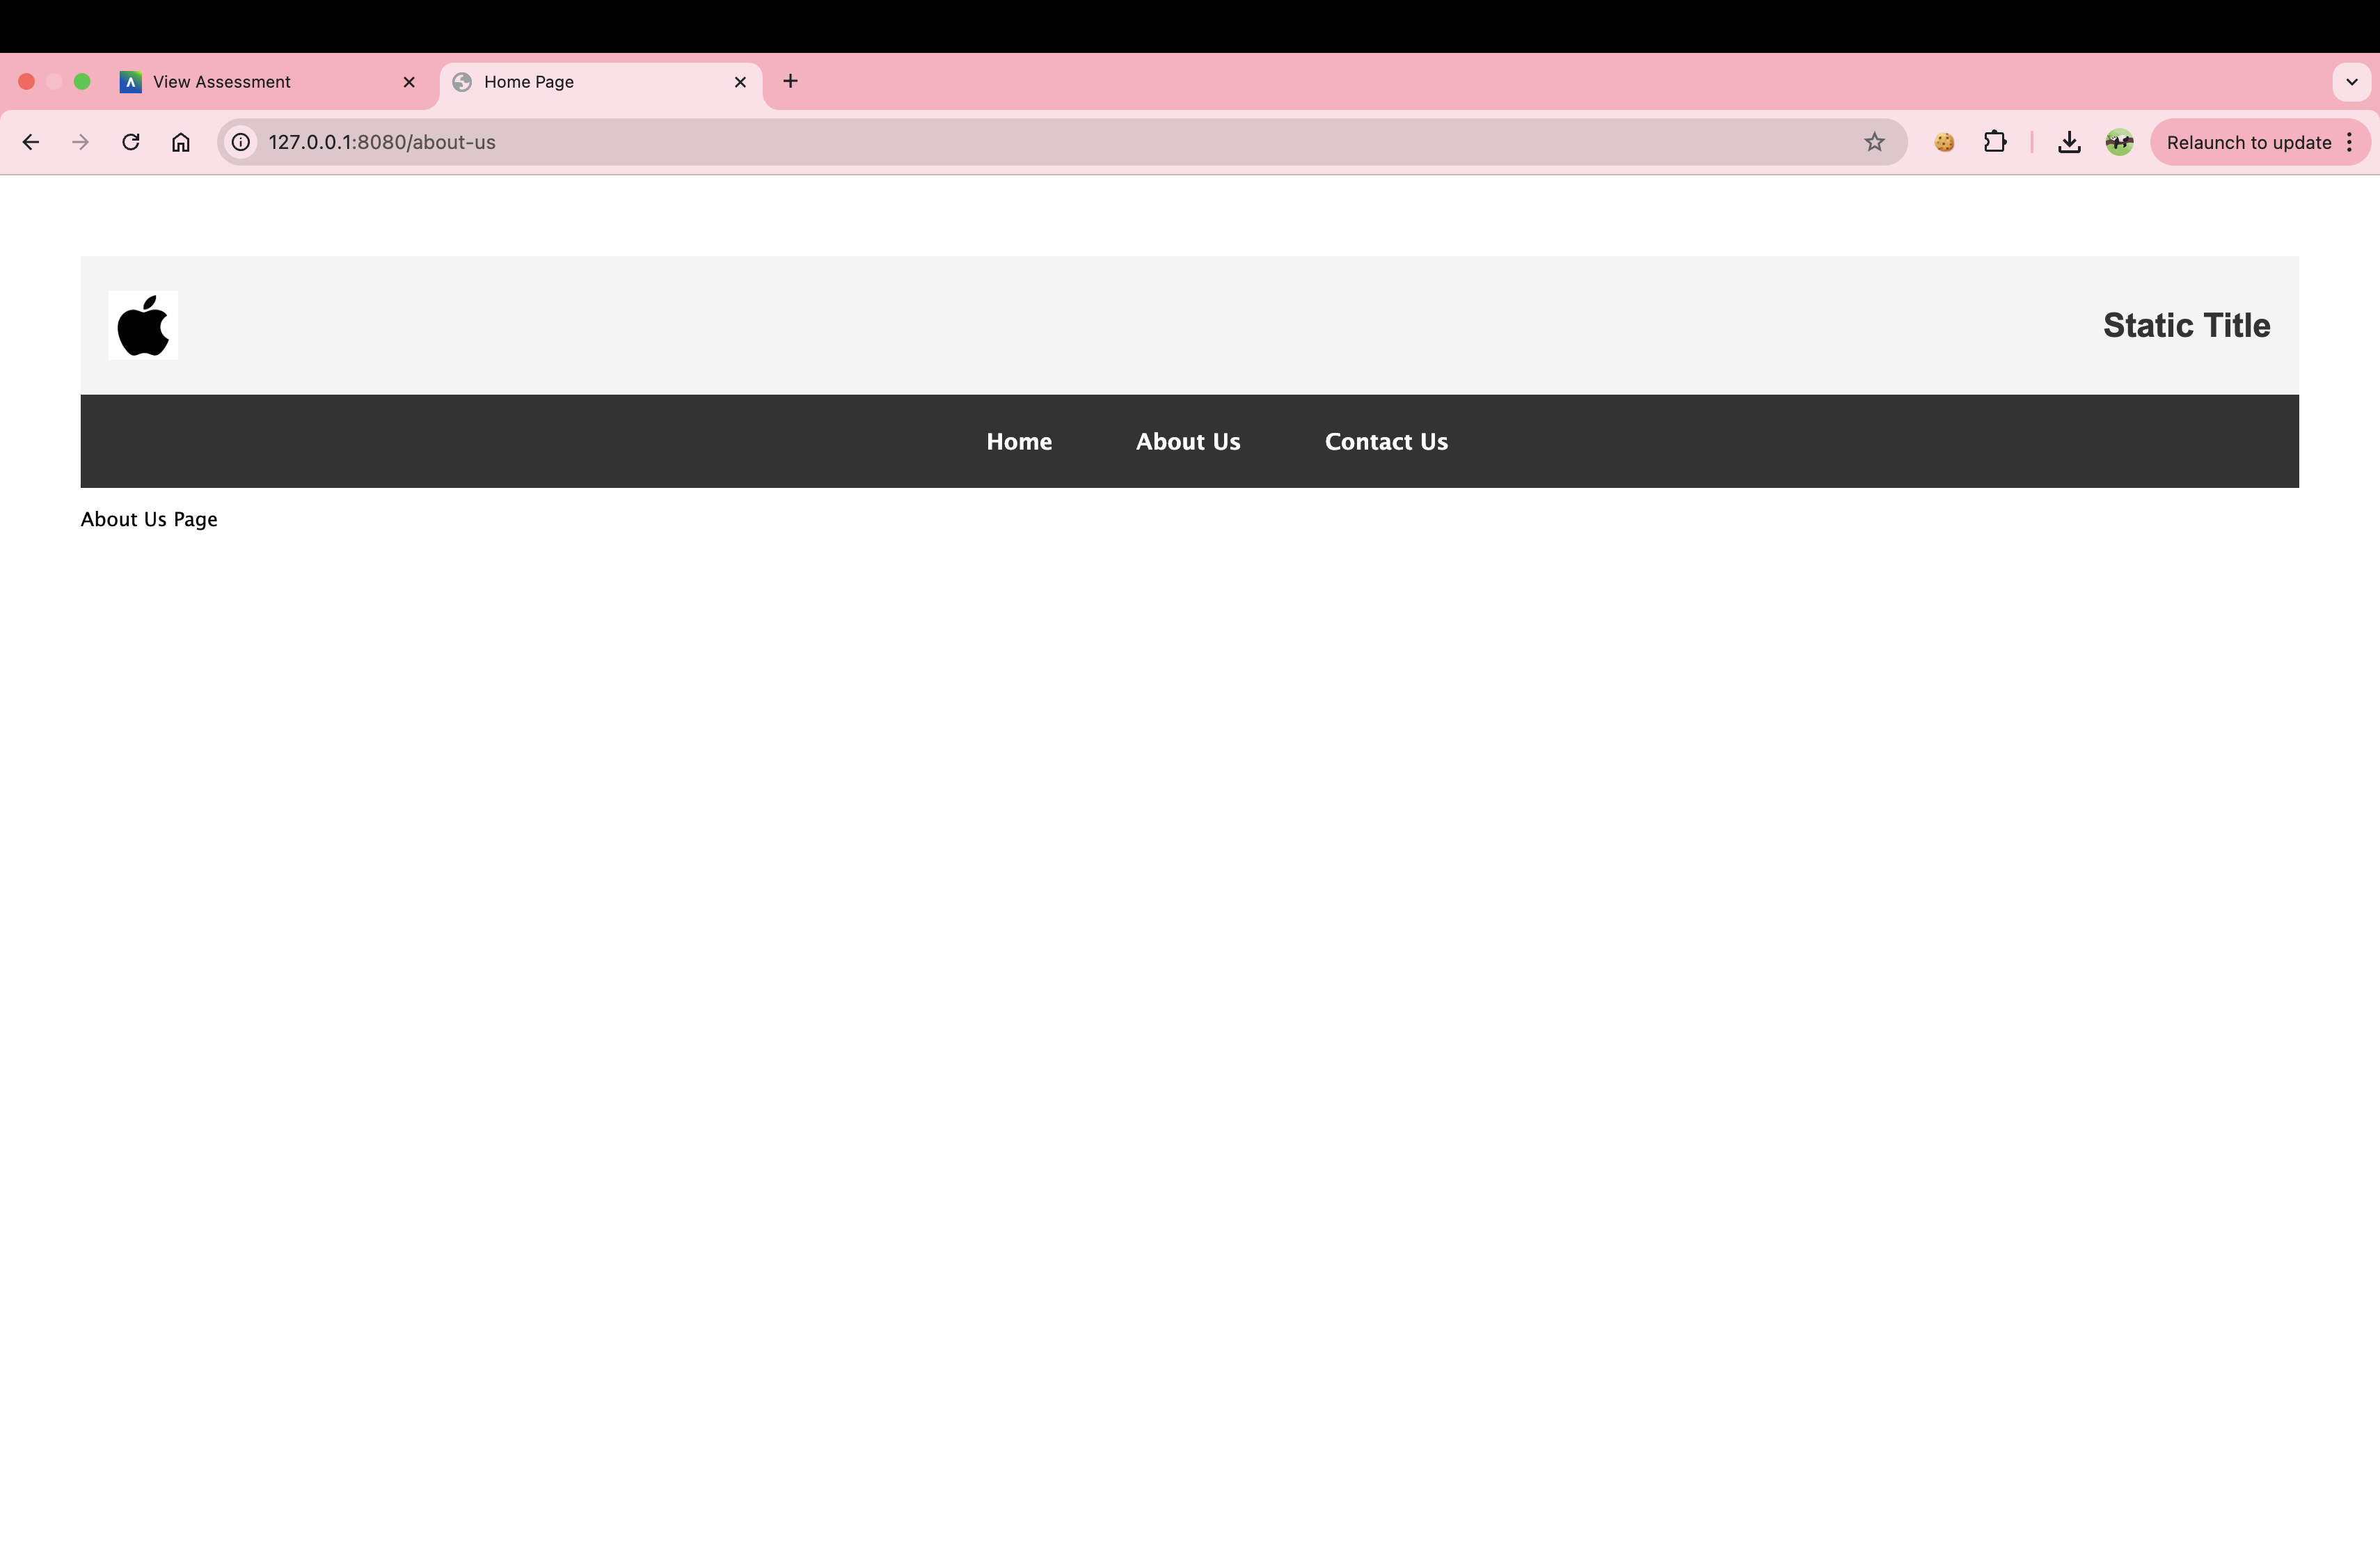 View Assessment
Home Page
127.0.0.1:8080/about-us
Relaunch to update
Static Title
Home
About Us
Contact Us
About Us Page